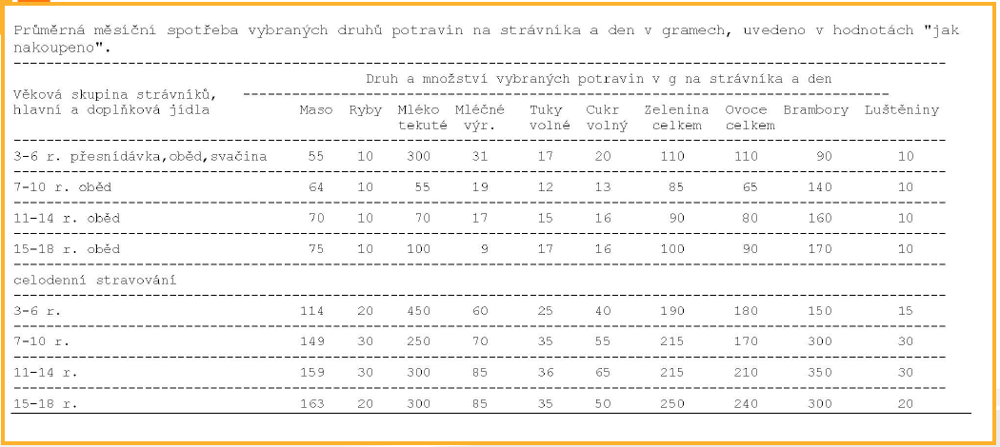 Průměrná měsíční spotřeba vybraných druhů potravin na strávníka a den v gramech, uvedeno v hodnotách "jak
nakoupeno".
Druh a množství vybraných potravin v g na strávníka a den
Věková skupina strávníků,
hlavní a doplňková jídla Maso Ryby Mléko Mléčné Tuky Cukr Zelenina Ovoce Brambory Luštěniny
tekuté výr. volné volný celkem celkem
3-6 r. přesnídávka,oběd,svačina 55 10 300 31 17 20 110 110 90 10
7-10 r. oběd 64 10 55 19 12 13 85 65 140 10
11-14 r. oběd 70 10 70 17 15 16 90 80 160 10
15-18 r. oběd 75 10 100 9 17 16 100 90 170 10
celodenní stravování
3-6 r. 114 20 450 60 25 40 190 180 150 15
7-10 r. 149 30 250 70 35 55 215 170 300 30
11-14 r. 159 30 300 85 36 65 215 210 350 30
15-18 r. 163 20 300 85 35 50 250 240 300 20